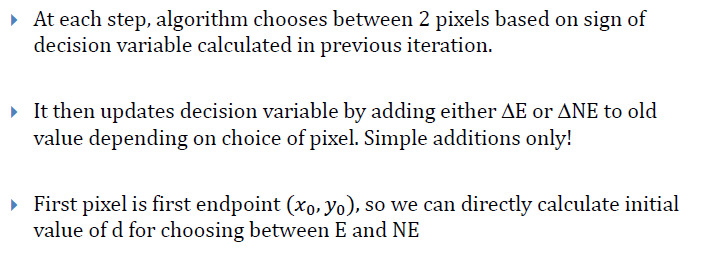 At each step, algorithm chooses between 2 pixels based on sign of
decision variable calculated in previous iteration.
It then updates decision variable by adding either ΔE or ΔNE to old
value depending on choice of pixel. Simple additions only!
First pixel is first endpoint (x₀, y₀), so we can directly calculate initial
value of d for choosing between E and NE